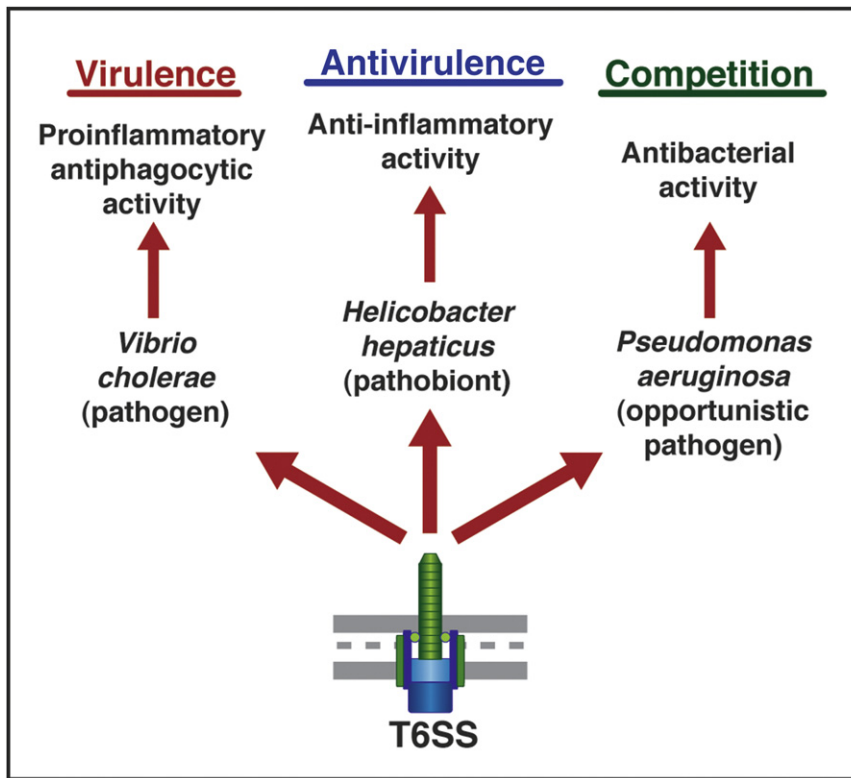 Virulence
Proinflammatory
antiphagocytic
activity
Vibrio
cholerae
(pathogen)
Antivirulence
Anti-inflammatory
activity
Helicobacter
hepaticus
(pathobiont)
Competition
Antibacterial
activity
Pseudomonas
aeruginosa
(opportunistic
pathogen)
T6SS